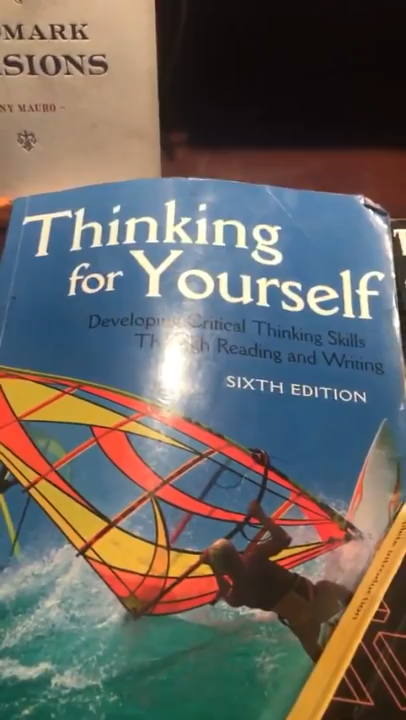 MARK
SIONS
NY MAURO
Thinking
for Yourself
Developing Critical Thinking Skills
Through Reading and Writing
SIXTH EDITION